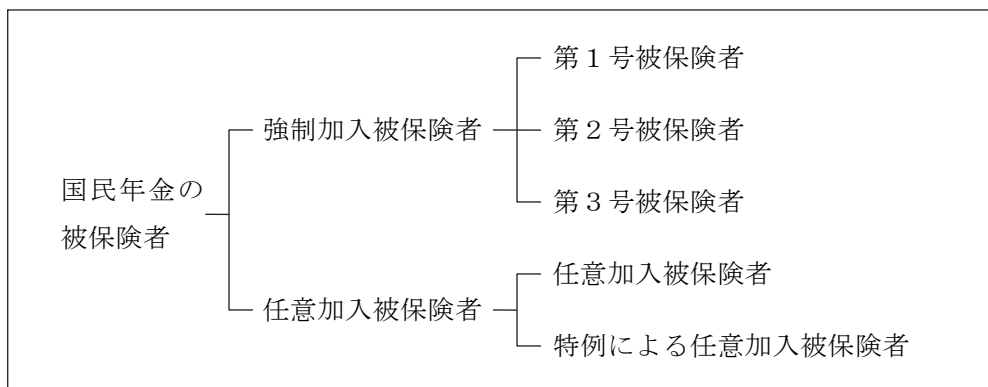 国民年金の
被保険者
強制加入被保険者
第１号被保険者
第２号被保険者
第３号被保険者
任意加入被保険者
任意加入被保険者
特例による任意加入被保険者